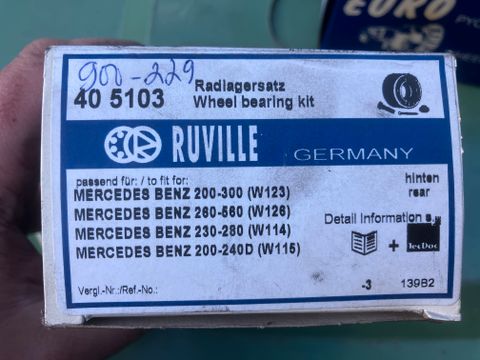 EURO
900-229
40 5103
Radlagersatz
Wheel bearing kit
RUVILLE GERMANY
passend für: / to fit for:
hinten
rear
MERCEDES BENZ 200-300 (W123)
MERCEDES BENZ 260-560 (W126)
MERCEDES BENZ 230-280 (W114)
MERCEDES BENZ 200-240D (W115)
Detail Information s.
+
TecDoc
Vergl.-Nr.:/Ref.-No.:
-3
139B2